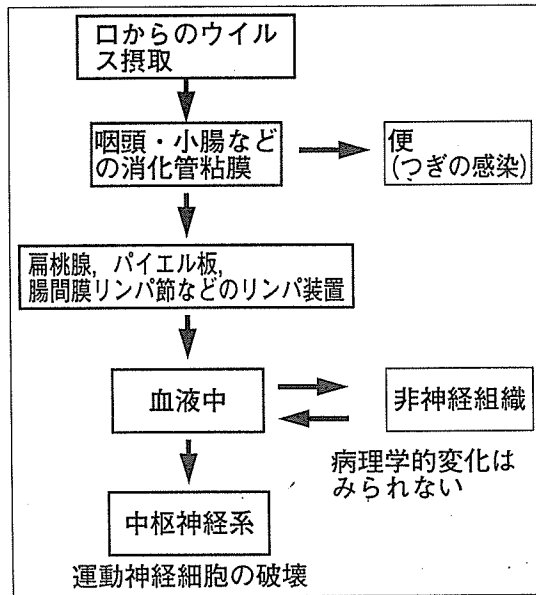 口からのウイル
ス摂取
咽頭・小腸など
の消化管粘膜
便
(つぎの感染)
扁桃腺,パイエル板,
腸間膜リンパ節などのリンパ装置
血液中
非神経組織
病理学的変化は
みられない
中枢神経系
運動神経細胞の破壊